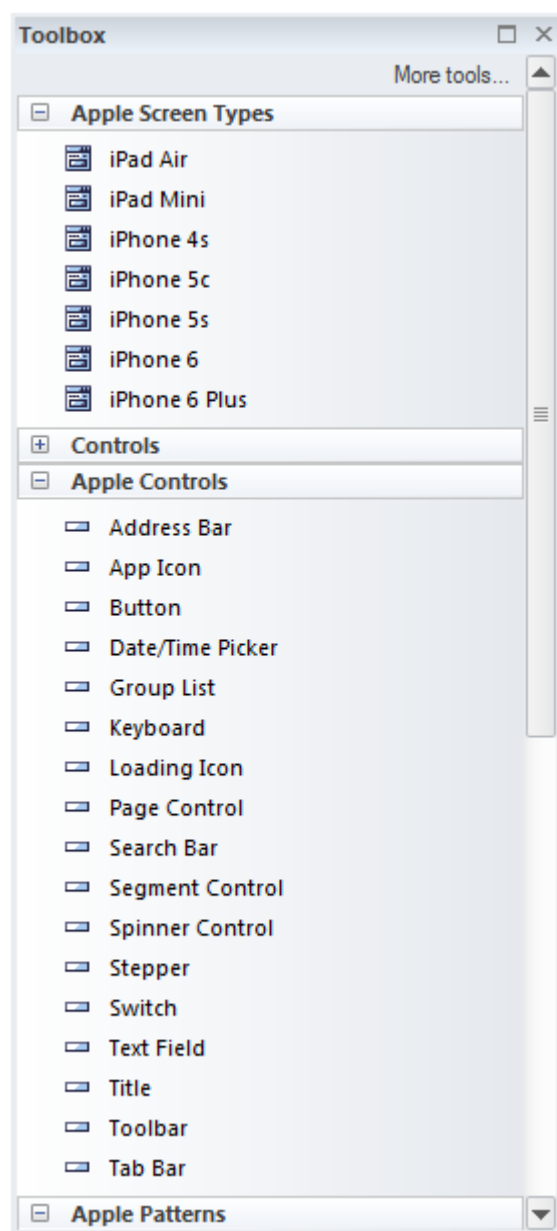 Toolbox
More tools...
Apple Screen Types
iPad Air
iPad Mini
iPhone 4s
iPhone 5c
iPhone 5s
iPhone 6
iPhone 6 Plus
Controls
Apple Controls
Address Bar
App Icon
Button
Date/Time Picker
Group List
Keyboard
Loading Icon
Page Control
Search Bar
Segment Control
Spinner Control
Stepper
Switch
Text Field
Title
Toolbar
Tab Bar
Apple Patterns